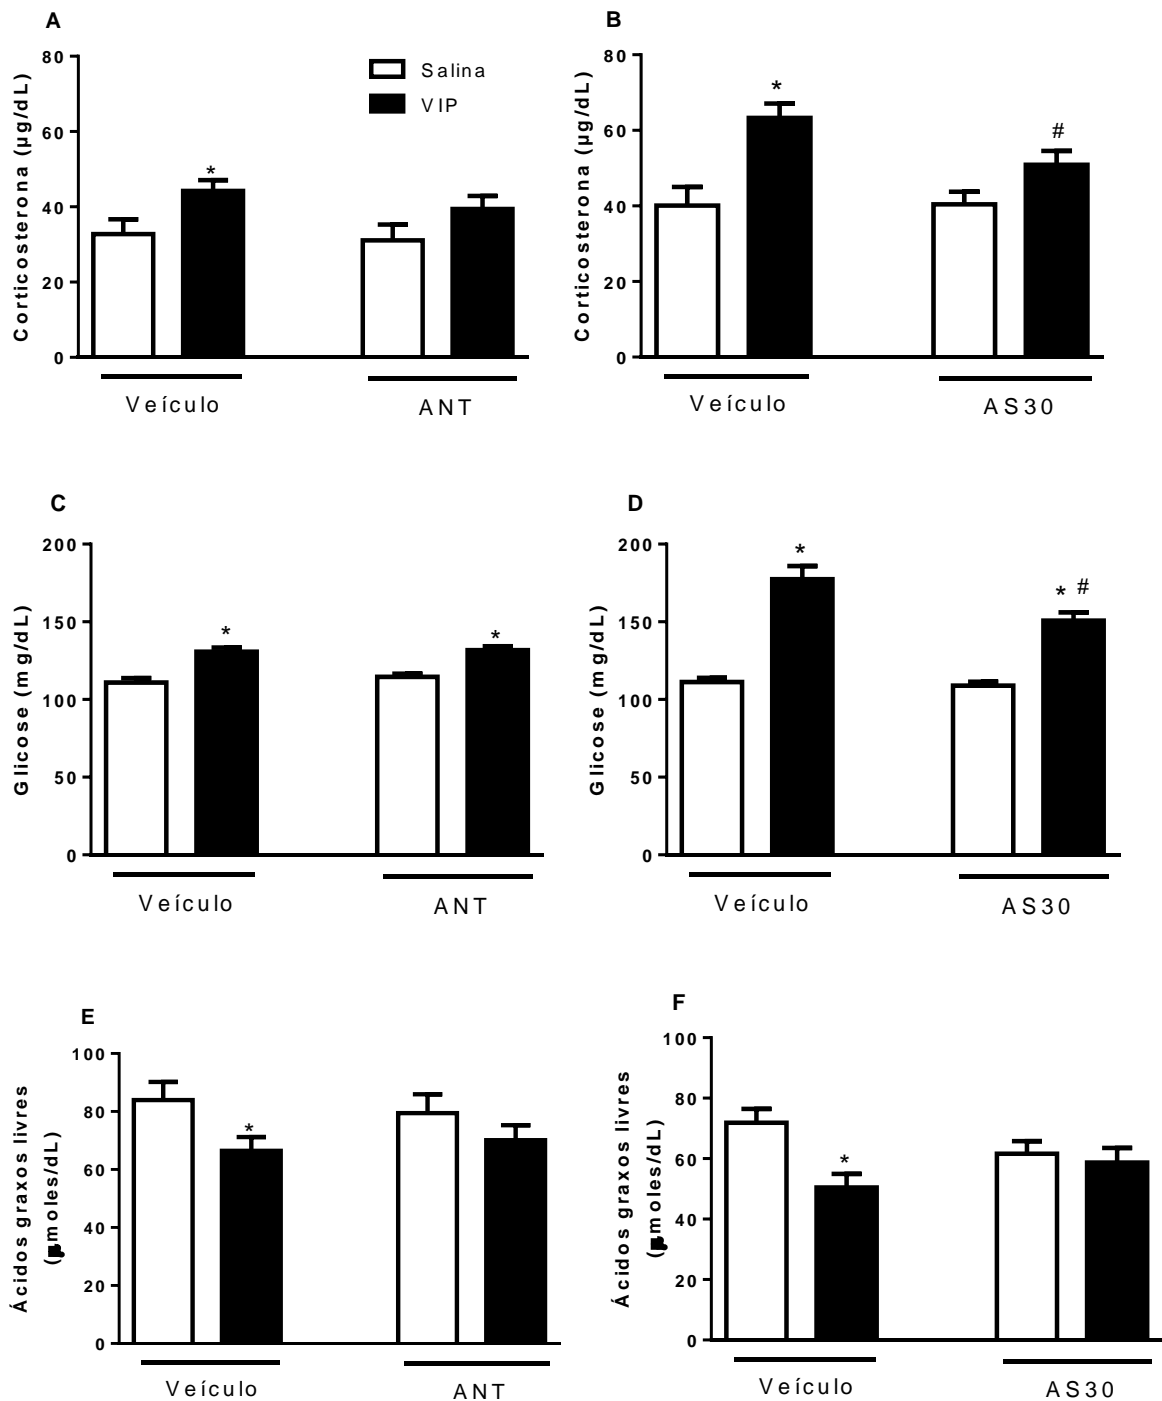 A
80
60
40
20
0
Corticosterona (µg/dL)
Salina
VIP
*
Veículo
ANT
B
80
60
40
20
0
Corticosterona (µg/dL)
*
#
Veículo
AS30
C
200
150
100
50
0
Glicose (mg/dL)
*
*
Veículo
ANT
D
200
150
100
50
0
Glicose (mg/dL)
*
* #
Veículo
AS30
E
100
80
60
40
20
0
Ácidos graxos livres
(µmoles/dL)
*
Veículo
ANT
F
100
80
60
40
20
0
Ácidos graxos livres
(µmoles/dL)
*
Veículo
AS30